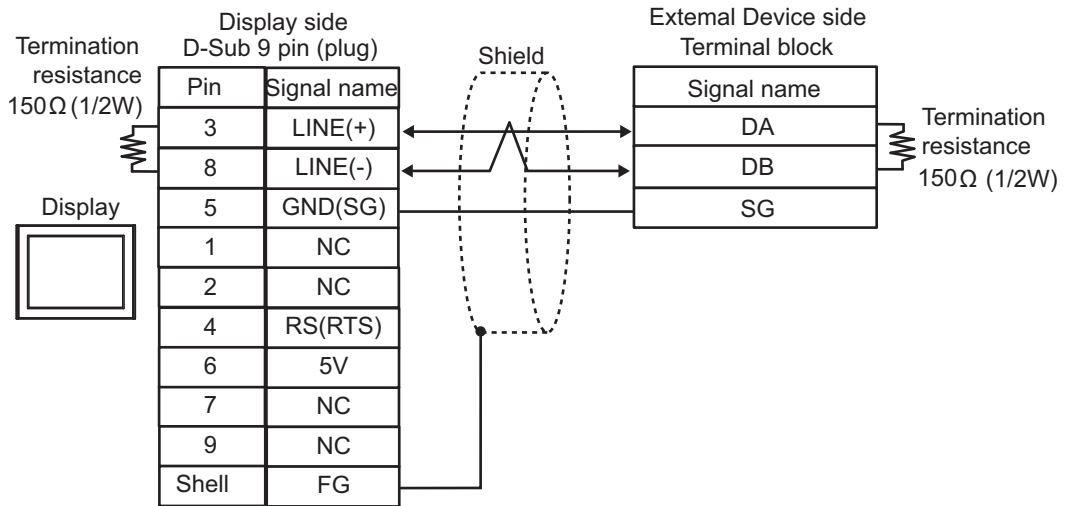 Display side
D-Sub 9 pin (plug)
Termination
resistance
150Ω (1/2W)
Pin Signal name
3 LINE(+)
8 LINE(-)
5 GND(SG)
1 NC
2 NC
4 RS(RTS)
6 5V
7 NC
9 NC
Shell FG
Display
Shield
External Device side
Terminal block
Signal name
DA
DB
SG
Termination
resistance
150Ω (1/2W)